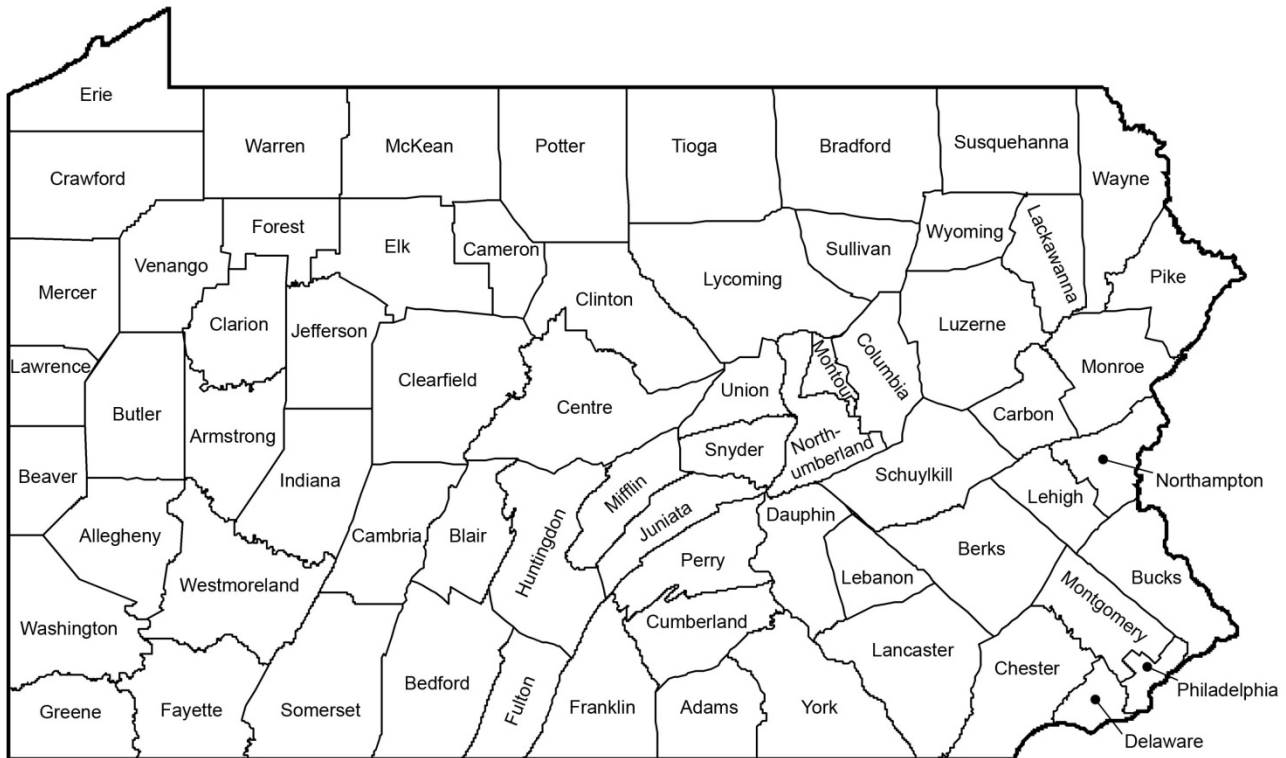 Erie
Warren
McKean
Potter
Tioga
Bradford
Susquehanna
Crawford
Wayne
Forest
Elk
Cameron
Sullivan
Wyoming
Lackawanna
Venango
Mercer
Clarion
Jefferson
Clinton
Lycoming
Luzerne
Pike
Lawrence
Butler
Clearfield
Centre
Union
Montour
Columbia
Monroe
Carbon
Armstrong
Beaver
Indiana
Snyder
North-
umberland
Schuylkill
Northampton
Lehigh
Allegheny
Cambria
Blair
Huntingdon
Mifflin
Juniata
Dauphin
Perry
Berks
Westmoreland
Lebanon
Bucks
Montgomery
Washington
Cumberland
Lancaster
Chester
Philadelphia
Greene
Fayette
Somerset
Bedford
Fulton
Franklin
Adams
York
Delaware